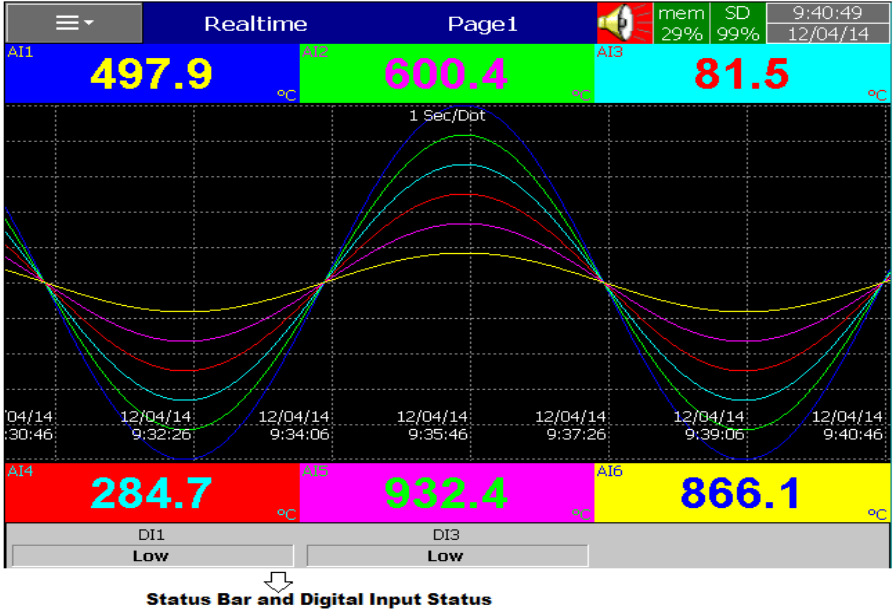 Realtime Page1 mem SD 9:40:49
29% 99% 12/04/14
AI1 AI2 AI3
497.9 °C 600.4 °C 81.5 °C
1 Sec/Dot
'04/14 12/04/14 12/04/14 12/04/14 12/04/14 12/04/14 12/04/14
:30:46 9:32:26 9:34:06 9:35:46 9:37:26 9:39:06 9:40:46
AI4 AI5 AI6
284.7 °C 932.4 °C 866.1 °C
DI1 DI3
Low Low
Status Bar and Digital Input Status